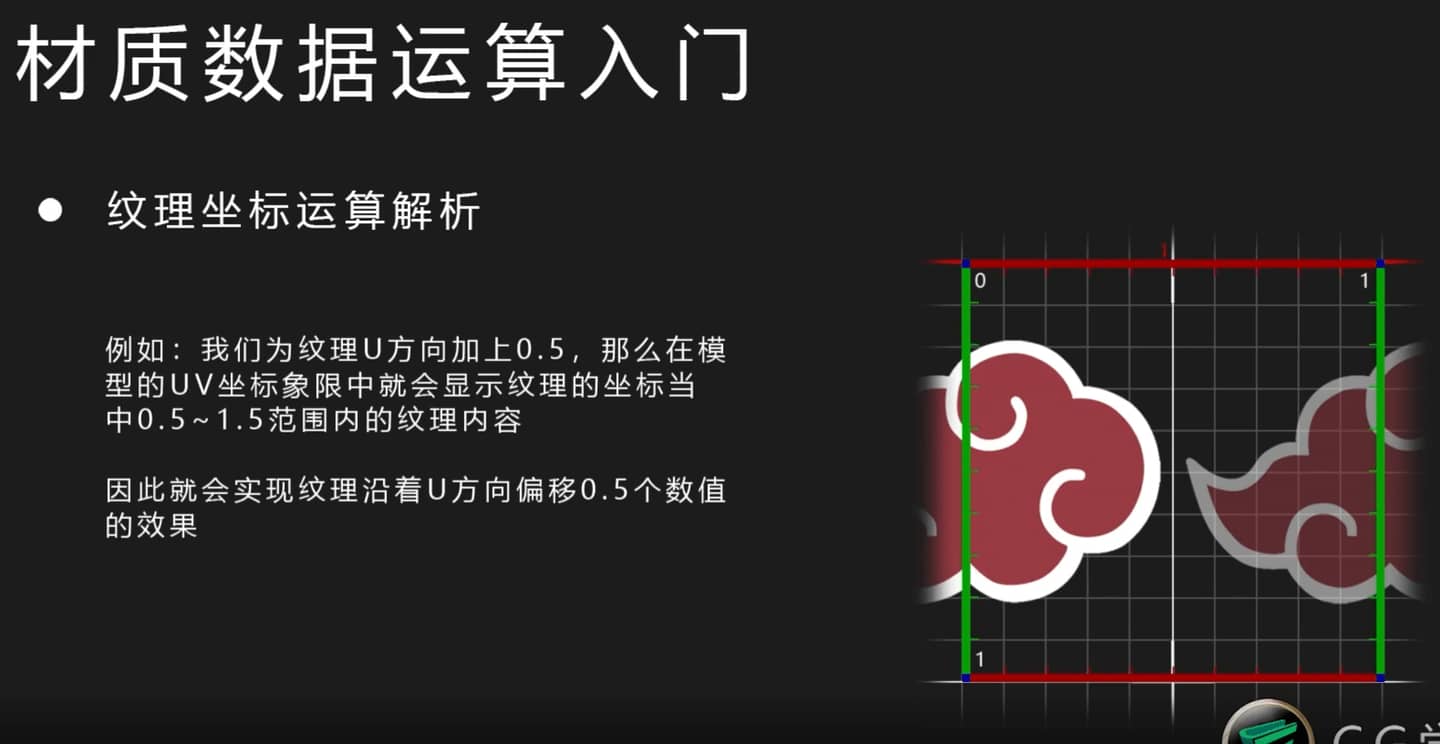 材质数据运算入门
纹理坐标运算解析
例如：我们为纹理U方向加上0.5，那么在模
型的UV坐标象限中就会显示纹理的坐标当
中0.5~1.5范围内的纹理内容
因此就会实现纹理沿着U方向偏移0.5个数值
的效果
1
0
1
1
CG学